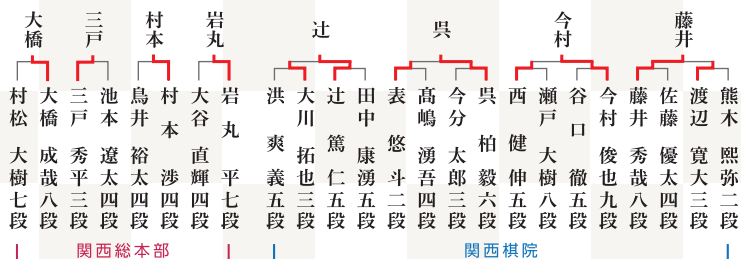 大橋
三戸
村本
岩丸
辻
呉
今村
藤井
村松 大樹七段
大橋 成哉八段
三戸 秀平三段
池本 遼太四段
鳥井 裕太四段
村本 渉四段
大谷 直輝四段
岩丸 平七段
洪 爽義五段
大川 拓也三段
辻 篤仁五段
田中 康湧五段
表 悠斗二段
髙嶋 湧吾四段
今分 太郎三段
呉 柏毅六段
西 健伸五段
瀬戸 大樹八段
谷口 徹五段
今村 俊也九段
藤井 秀哉八段
佐藤 優太四段
渡辺 寛大三段
熊木 熙弥二段
関西総本部
関西棋院